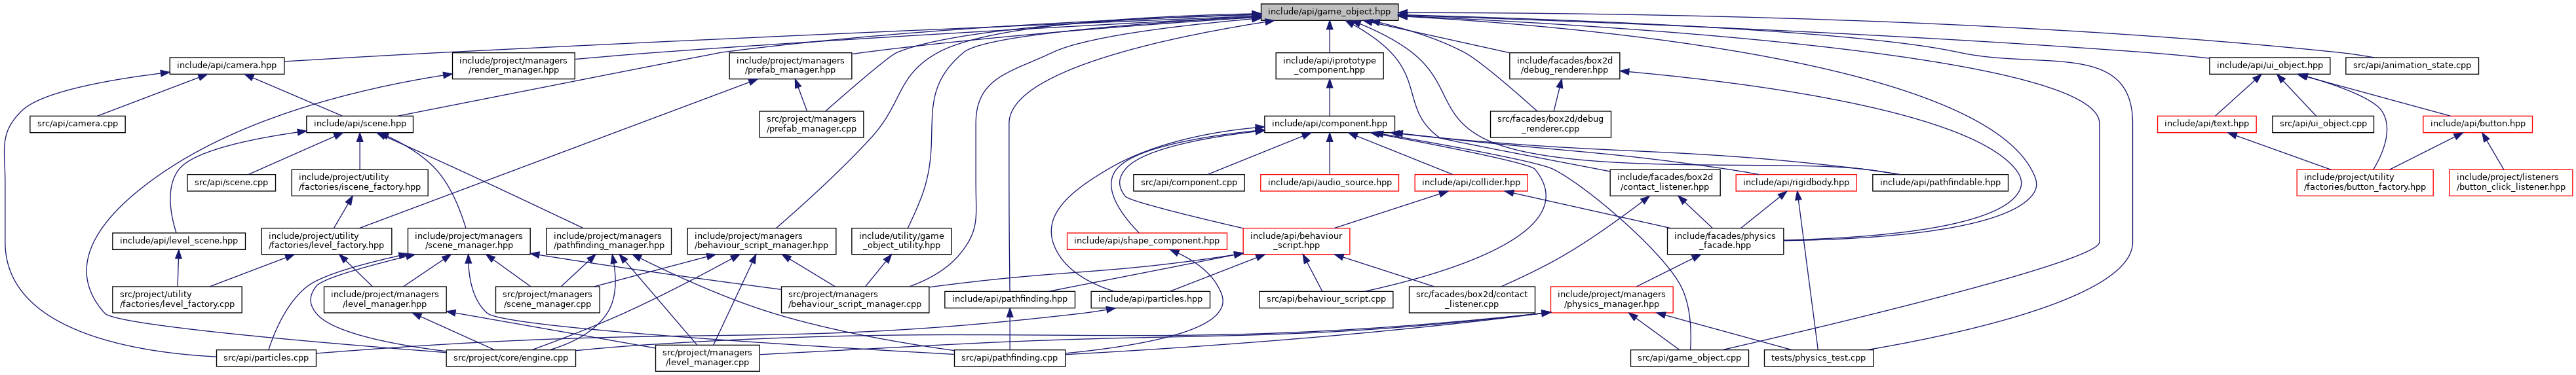 include/api/game_object.hpp
include/api/camera.hpp
include/project/managers
/render_manager.hpp
include/project/managers
/prefab_manager.hpp
include/api/iprototype
_component.hpp
include/facades/box2d
/debug_renderer.hpp
include/api/ui_object.hpp
src/api/animation_state.cpp
src/api/camera.cpp
include/api/scene.hpp
src/project/managers
/prefab_manager.cpp
include/api/component.hpp
src/facades/box2d/debug
_renderer.cpp
include/api/text.hpp
src/api/ui_object.cpp
include/api/button.hpp
src/api/scene.cpp
include/project/utility
/factories/iscene_factory.hpp
src/api/component.cpp
include/api/audio_source.hpp
include/api/collider.hpp
include/facades/box2d
/contact_listener.hpp
include/api/rigidbody.hpp
include/api/pathfindable.hpp
include/project/utility
/factories/button_factory.hpp
include/project/listeners
/button_click_listener.hpp
include/api/level_scene.hpp
include/project/utility
/factories/level_factory.hpp
include/project/managers
/scene_manager.hpp
include/project/managers
/pathfinding_manager.hpp
include/project/managers
/behaviour_script_manager.hpp
include/utility/game
_object_utility.hpp
include/api/shape_component.hpp
include/api/behaviour
_script.hpp
include/facades/physics
_facade.hpp
src/project/utility
/factories/level_factory.cpp
include/project/managers
/level_manager.hpp
src/project/managers
/scene_manager.cpp
src/project/managers
/behaviour_script_manager.cpp
include/api/pathfinding.hpp
include/api/particles.hpp
src/api/behaviour_script.cpp
src/facades/box2d/contact
_listener.cpp
include/project/managers
/physics_manager.hpp
src/api/particles.cpp
src/project/core/engine.cpp
src/project/managers
/level_manager.cpp
src/api/pathfinding.cpp
src/api/game_object.cpp
tests/physics_test.cpp